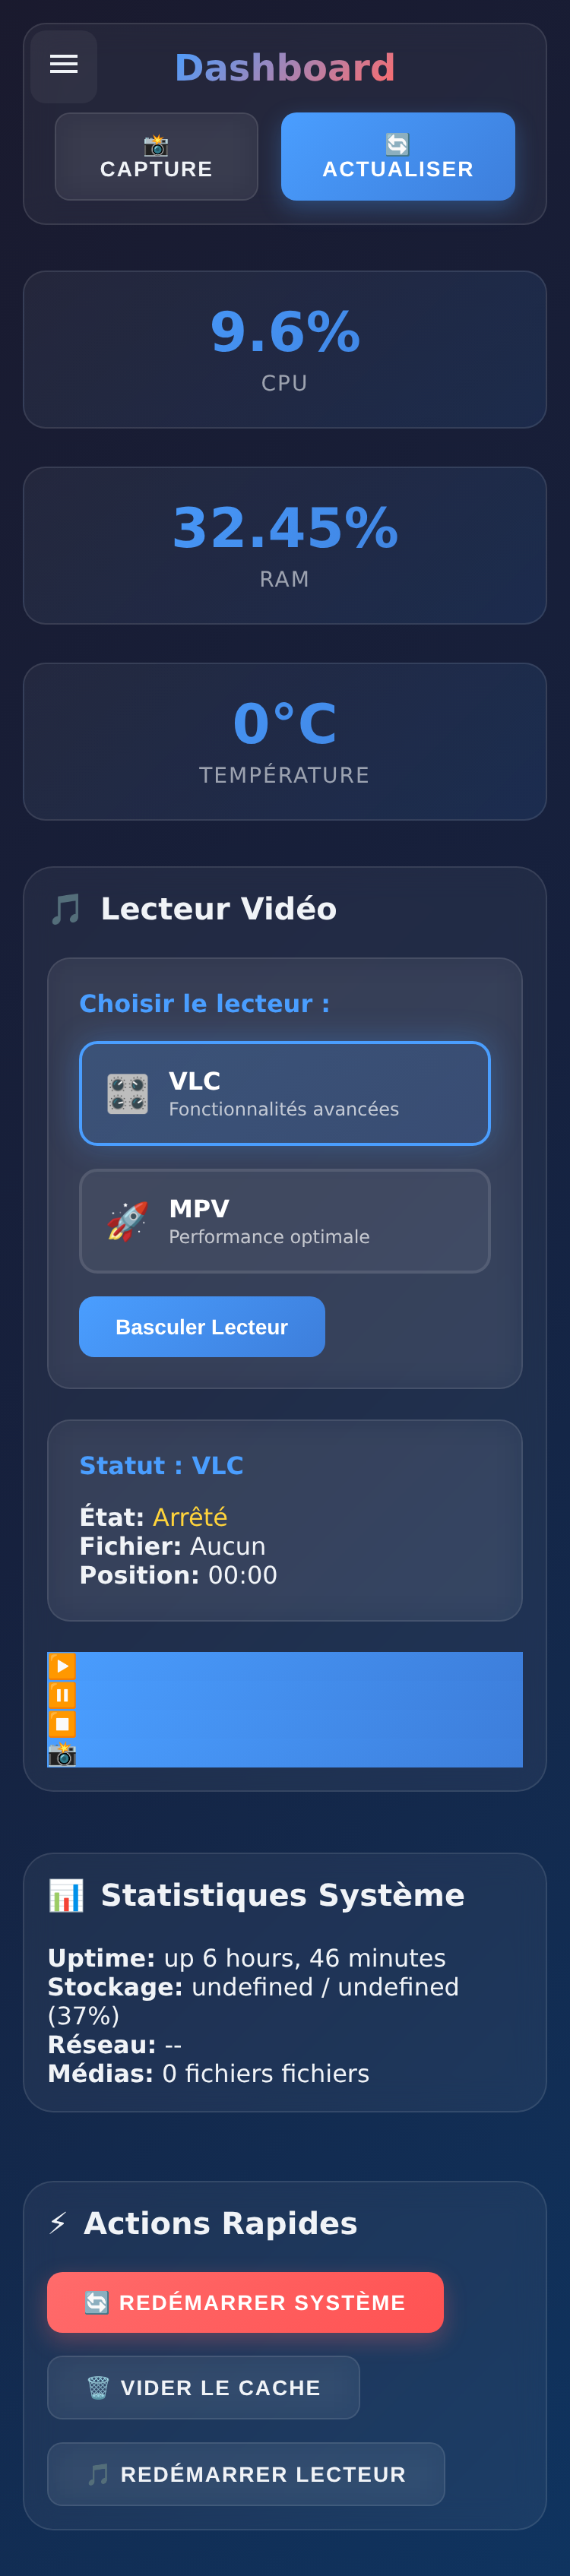 Dashboard
CAPTURE
ACTUALISER
9.6%
CPU
32.45%
RAM
0°C
TEMPÉRATURE
🎵 Lecteur Vidéo
Choisir le lecteur :
VLC
Fonctionnalités avancées
MPV
Performance optimale
Basculer Lecteur
Statut : VLC
État: Arrêté
Fichier: Aucun
Position: 00:00
📊 Statistiques Système
Uptime: up 6 hours, 46 minutes
Stockage: undefined / undefined
(37%)
Réseau: --
Médias: 0 fichiers fichiers
⚡ Actions Rapides
🔄 REDÉMARRER SYSTÈME
🗑️ VIDER LE CACHE
🎵 REDÉMARRER LECTEUR